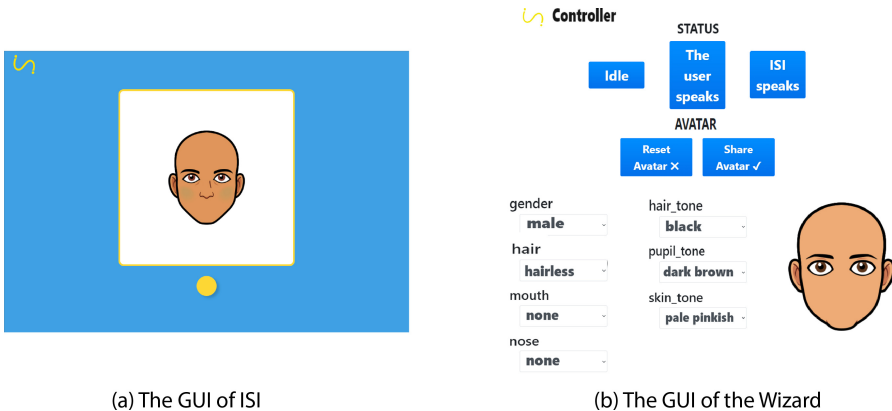 Controller
STATUS
Idle
The
user
speaks
ISI
speaks
AVATAR
Reset
Avatar ✕
Share
Avatar ✓
gender
male
hair
hairless
mouth
none
nose
none
hair_tone
black
pupil_tone
dark brown
skin_tone
pale pinkish
(a) The GUI of ISI
(b) The GUI of the Wizard